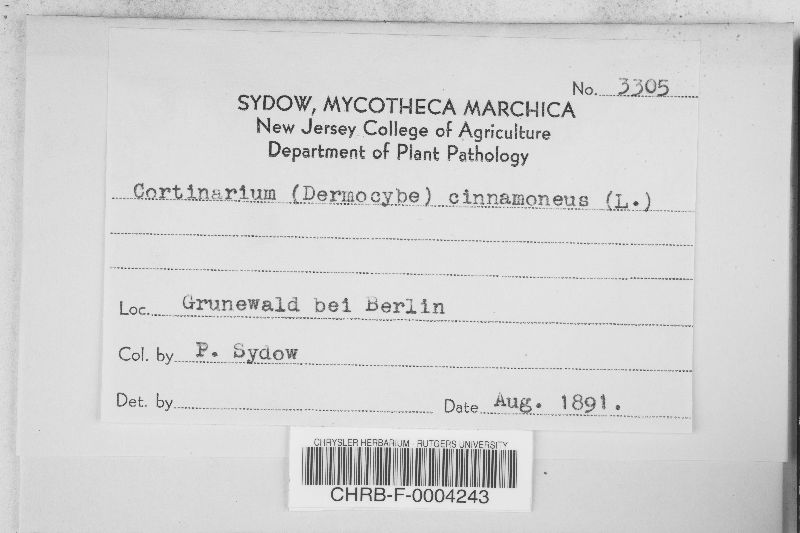 No. 3305
SYDOW, MYCOTHECA MARCHICA
New Jersey College of Agriculture
Department of Plant Pathology
Cortinarium (Dermocybe) cinnamoneus (L.)
Loc. Grunewald bei Berlin
Col. by P. Sydow
Det. by
Date Aug. 1891.
CHRYSLER HERBARIUM - RUTGERS UNIVERSITY
CHRB-F-0004243